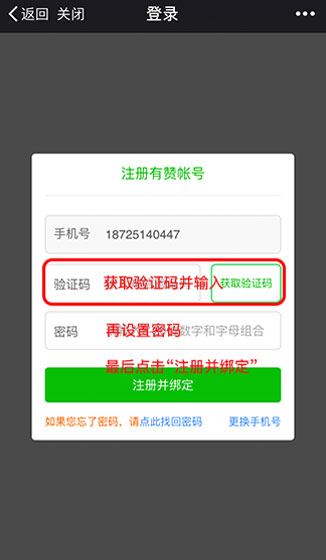 返回 关闭 登录
注册有赞帐号
手机号 18725140447
验证码 获取验证码并输入 获取验证码
密码 再设置密码 数字和字母组合
最后点击“注册并绑定”
注册并绑定
如果您忘了密码，请点此找回密码 更换手机号